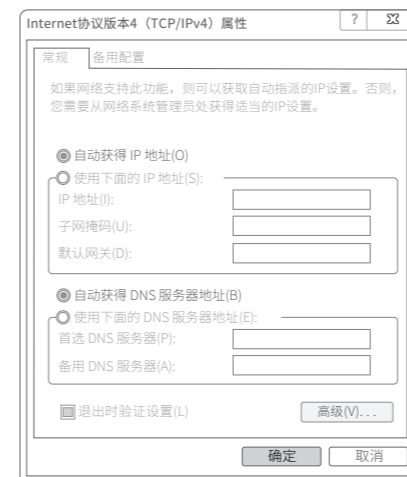 Internet协议版本4（TCP/IPv4）属性
?
常规 备用配置
如果网络支持此功能，则可以获取自动指派的IP设置。否则，
您需要从网络系统管理员处获得适当的IP设置。
自动获得 IP 地址(O)
使用下面的 IP 地址(S):
IP 地址(I):
子网掩码(U):
默认网关(D):
自动获得 DNS 服务器地址(B)
使用下面的 DNS 服务器地址(E):
首选 DNS 服务器(P):
备用 DNS 服务器(A):
退出时验证设置(L)
高级(V)...
确定 取消